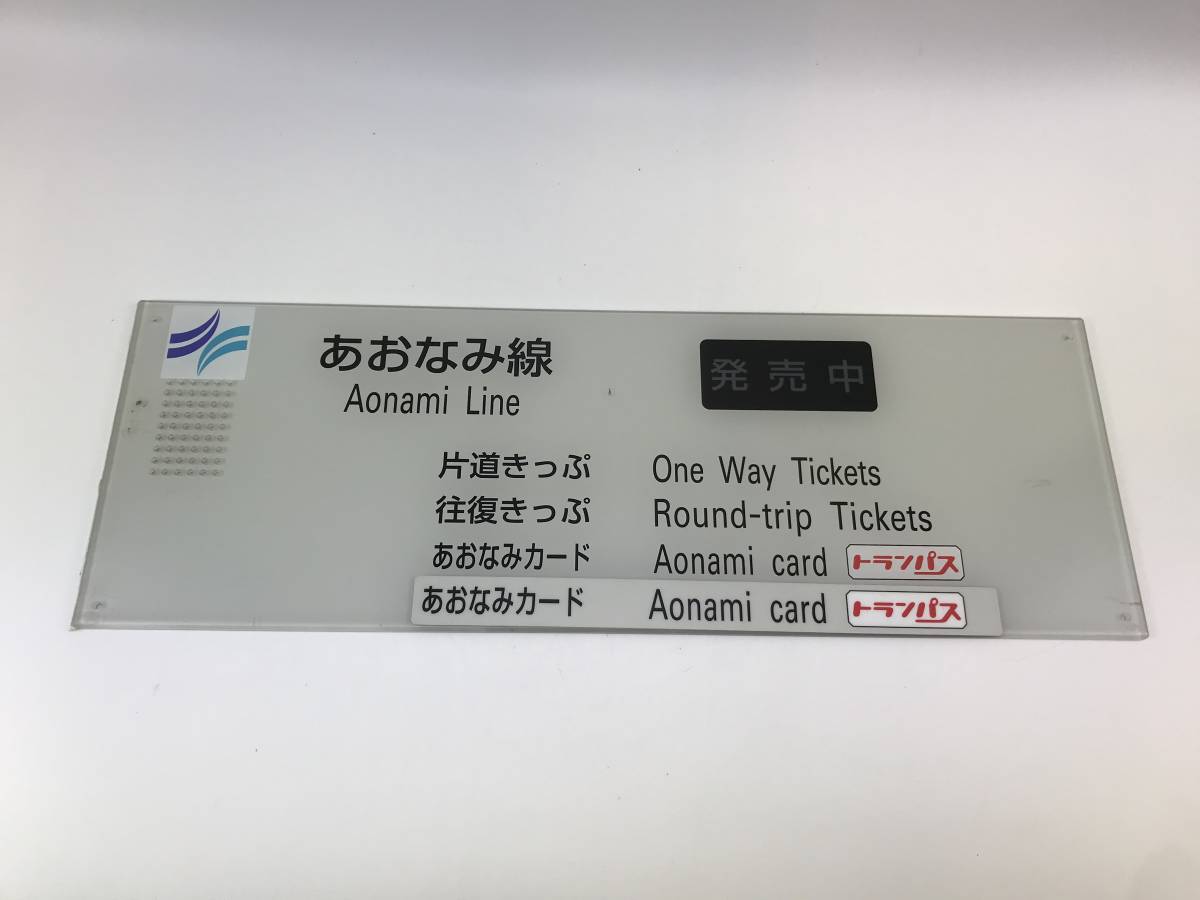 あおなみ線 発売中
Aonami Line
片道きっぷ One Way Tickets
往復きっぷ Round-trip Tickets
あおなみカード Aonami card トランパス
あおなみカード Aonami card トランパス